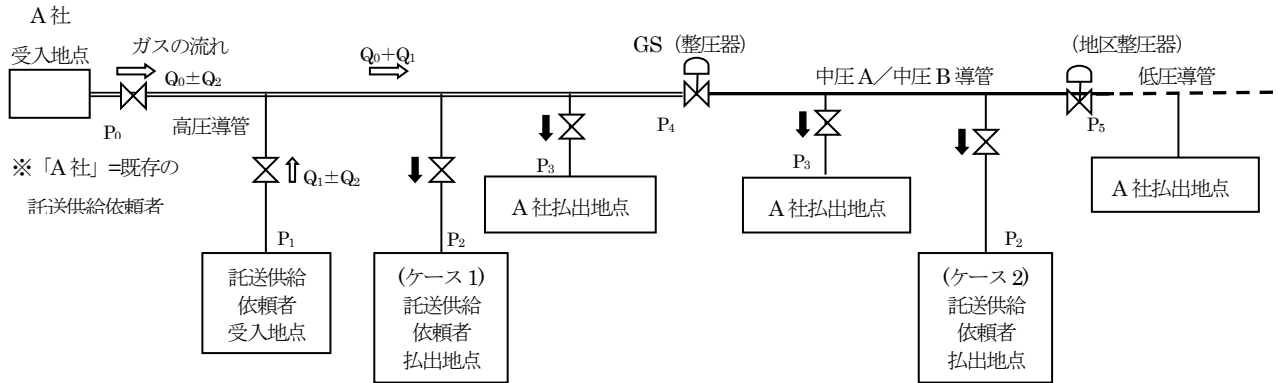 A社
受入地点
ガスの流れ
Q₀±Q₂
Q₀+Q₁
GS（整圧器）
（地区整圧器）
中圧A／中圧B導管
低圧導管
P₀
高圧導管
P₄
P₅
※「A社」=既存の
託送供給依頼者
Q₁±Q₂
P₃
A社払出地点
P₃
A社払出地点
A社払出地点
P₁
託送供給
依頼者
受入地点
P₂
(ケース1)
託送供給
依頼者
払出地点
P₂
(ケース2)
託送供給
依頼者
払出地点